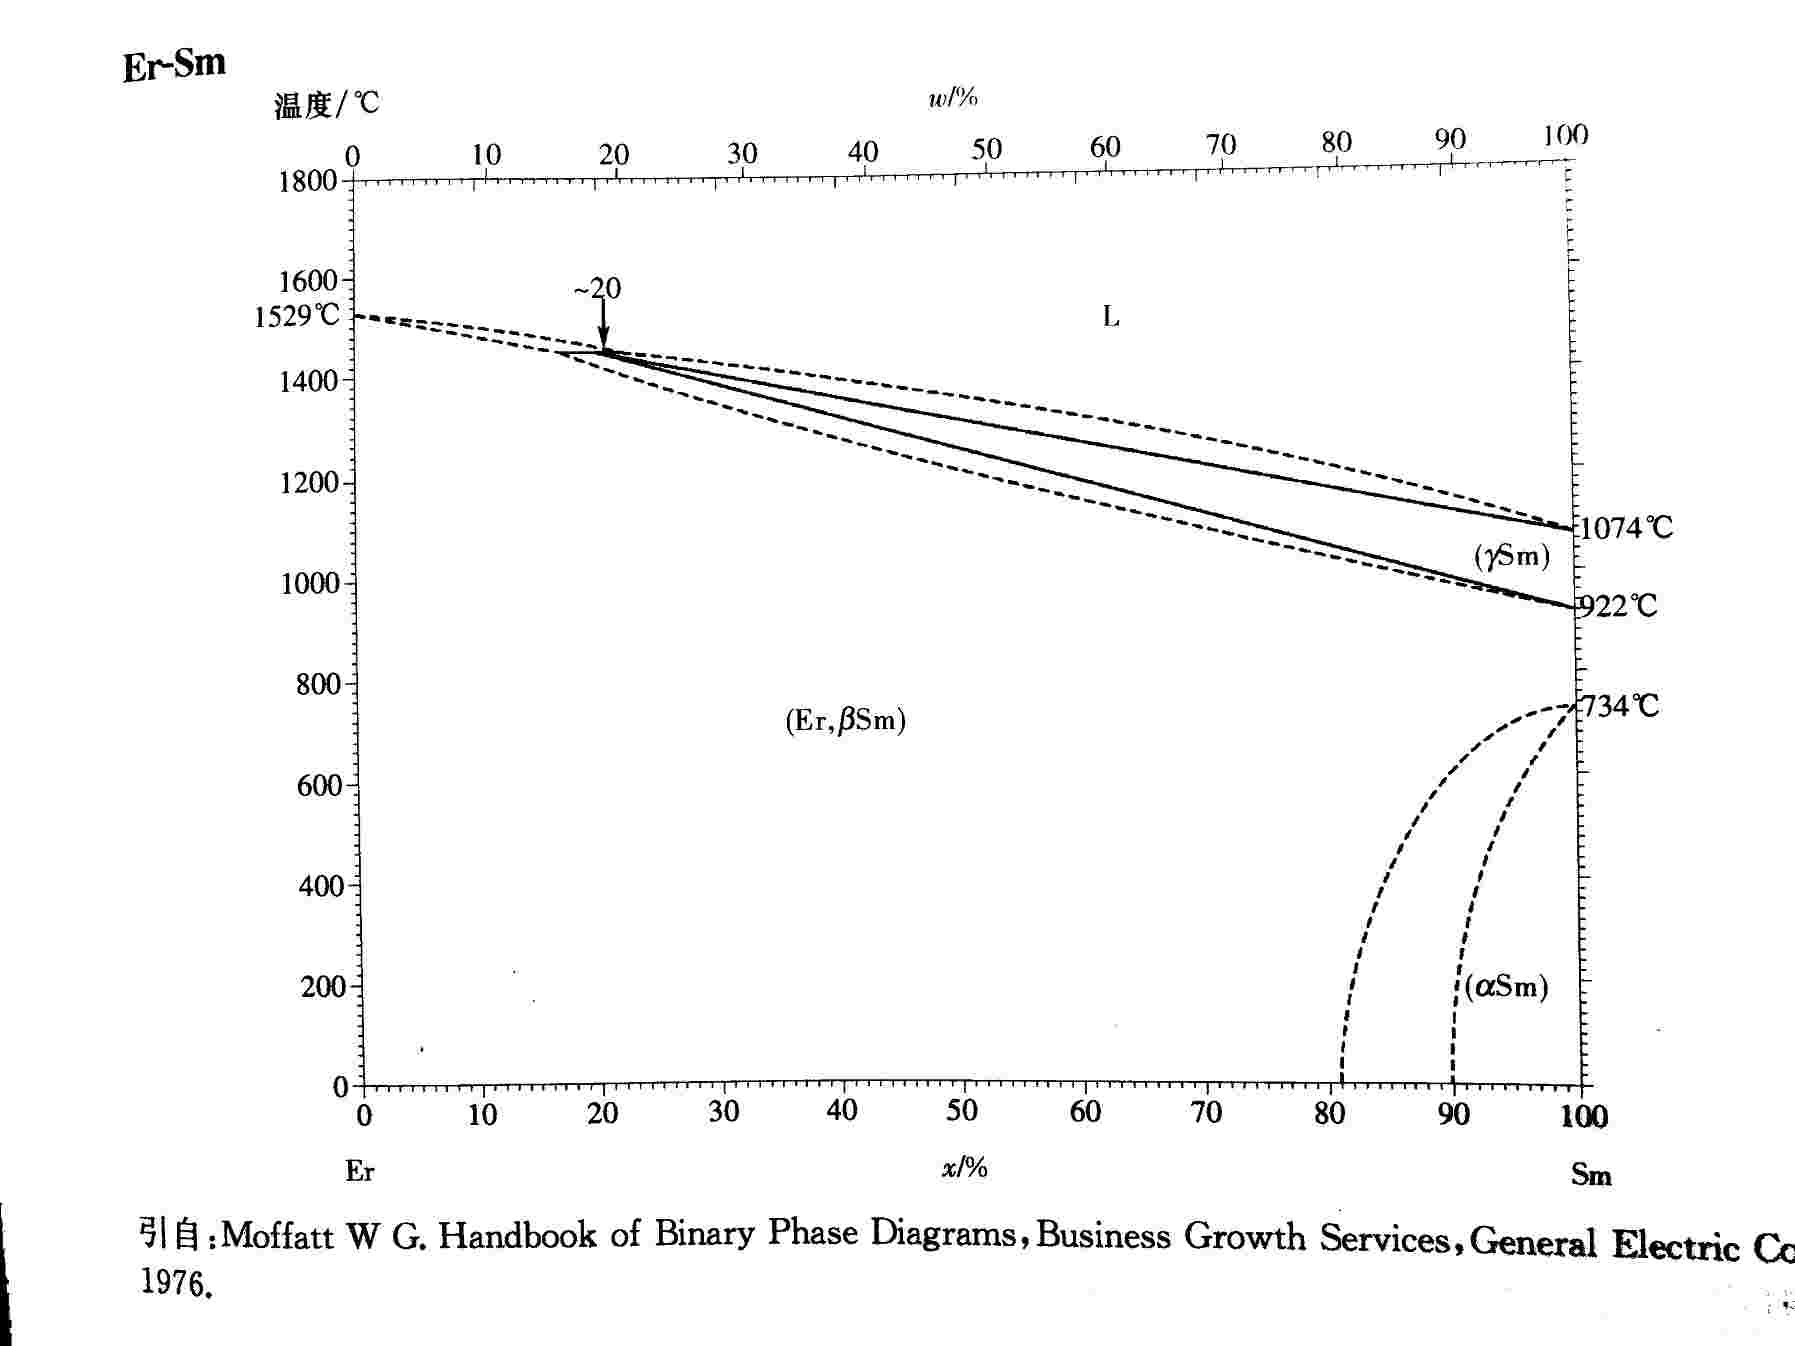 Er-Sm
温度/℃
w/%
0 10 20 30 40 50 60 70 80 90 100
1800
1600
~20
L
1529℃
1400
1200
1074℃
(γSm)
1000
922℃
800
734℃
(Er,βSm)
600
400
200
(αSm)
0
0 10 20 30 40 50 60 70 80 90 100
Er
x/%
Sm
引自:Moffatt W G. Handbook of Binary Phase Diagrams,Business Growth Services,General Electric Co
1976.